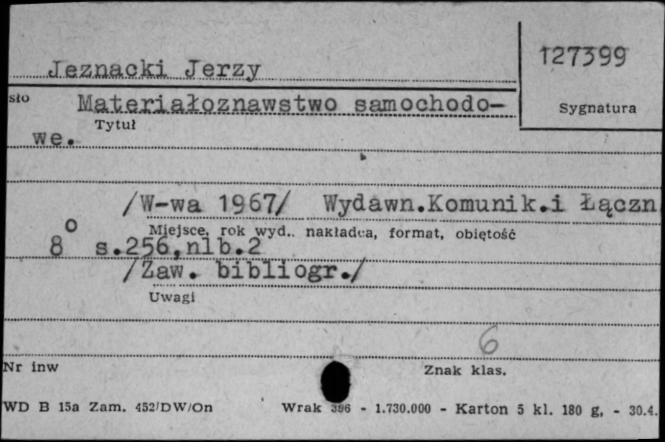 127399
Jeznacki Jerzy
sło Materiałoznawstwo samochodo-
Sygnatura
Tytuł
we.
/W-wa 1967/ Wydawn.Komunik.i Łączn
Miejsce, rok wyd., nakładca, format, objętość
8° s.256,nlb.2
/Zaw. bibliogr./
Uwagi
6
Nr inw Znak klas.
WD B 15a Zam. 452/DW/On Wrak 396 - 1.730.000 - Karton 5 kl. 180 g, - 30.4.